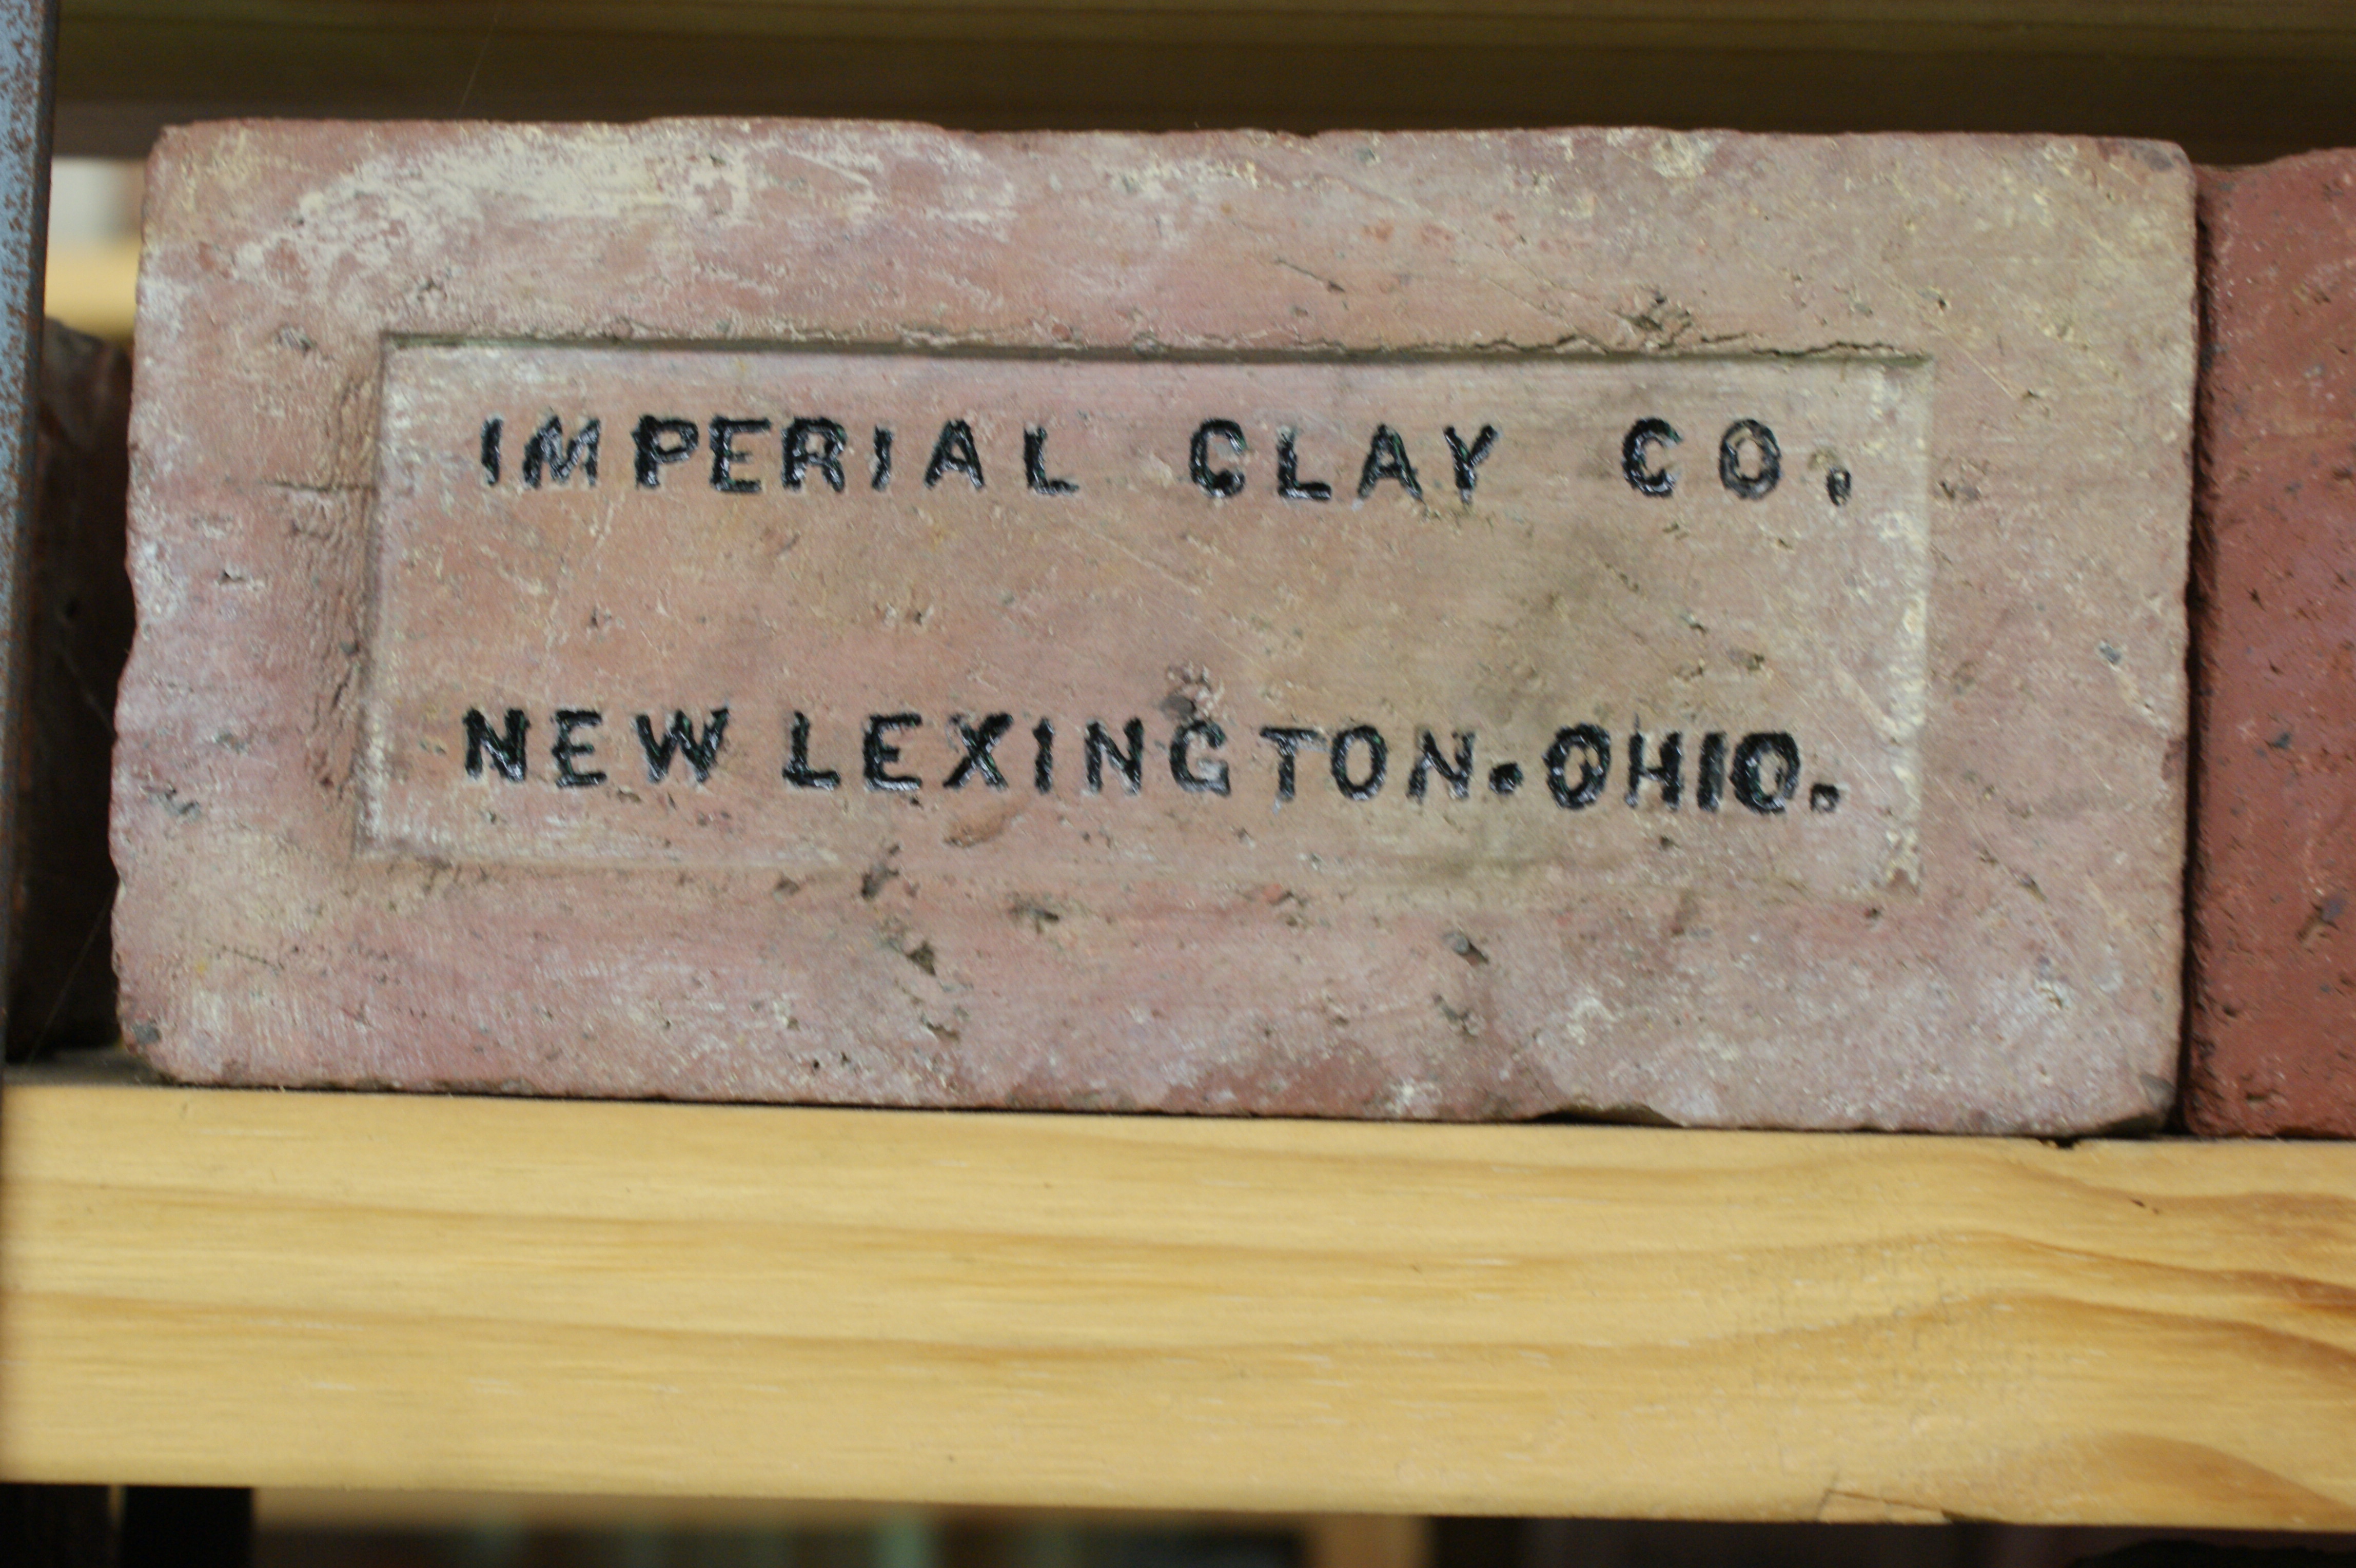 IMPERIAL CLAY CO.
NEW LEXINGTON.OHIO.